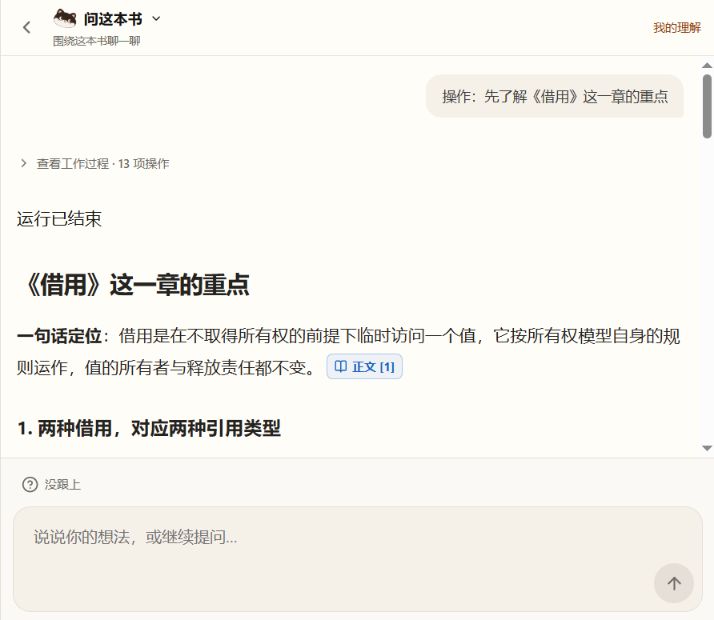 问这本书
围绕这本书聊一聊
我的理解
操作：先了解《借用》这一章的重点
查看工作过程 · 13 项操作
运行已结束
《借用》这一章的重点
一句话定位：借用是在不取得所有权的前提下临时访问一个值，它按所有权模型自身的规
则运作，值的所有者与释放责任都不变。 正文 [1]
1. 两种借用，对应两种引用类型
没跟上
说说你的想法，或继续提问...